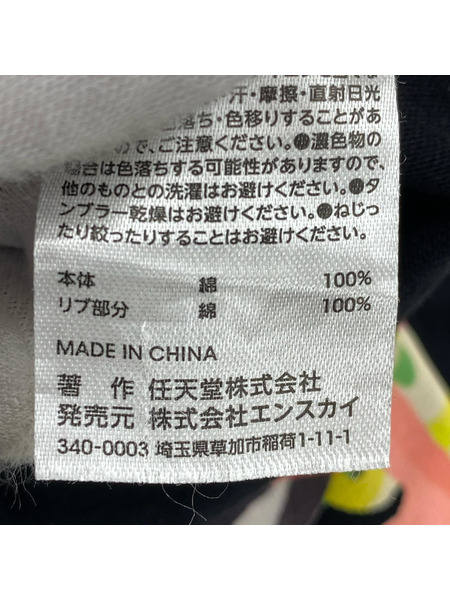 汗・摩擦・直射日光
色落ち・色移りすることがあ
ので、ご注意ください。●濃色物の
場合は色落ちする可能性がありますので、
他のものとの洗濯はお避けください。●タ
ンブラー乾燥はお避けください。●ねじっ
たり絞ったりすることはお避けください。
本体 綿 100%
リブ部分 綿 100%
MADE IN CHINA
著 作 任天堂株式会社
発売元 株式会社エンスカイ
340-0003 埼玉県草加市稲荷1-11-1